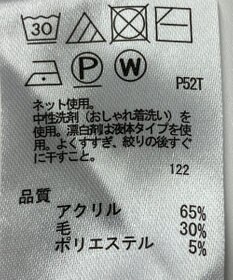 30
P W
P52T
ネット使用。
中性洗剤(おしゃれ着洗い)を
使用。漂白剤は液体タイプを使
用。よくすすぎ、絞りの後すぐ
に干すこと。
122
品質
アクリル 65%
毛 30%
ポリエステル 5%